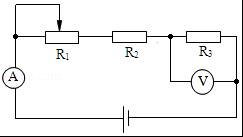 R₁ R₂ R₃
A V